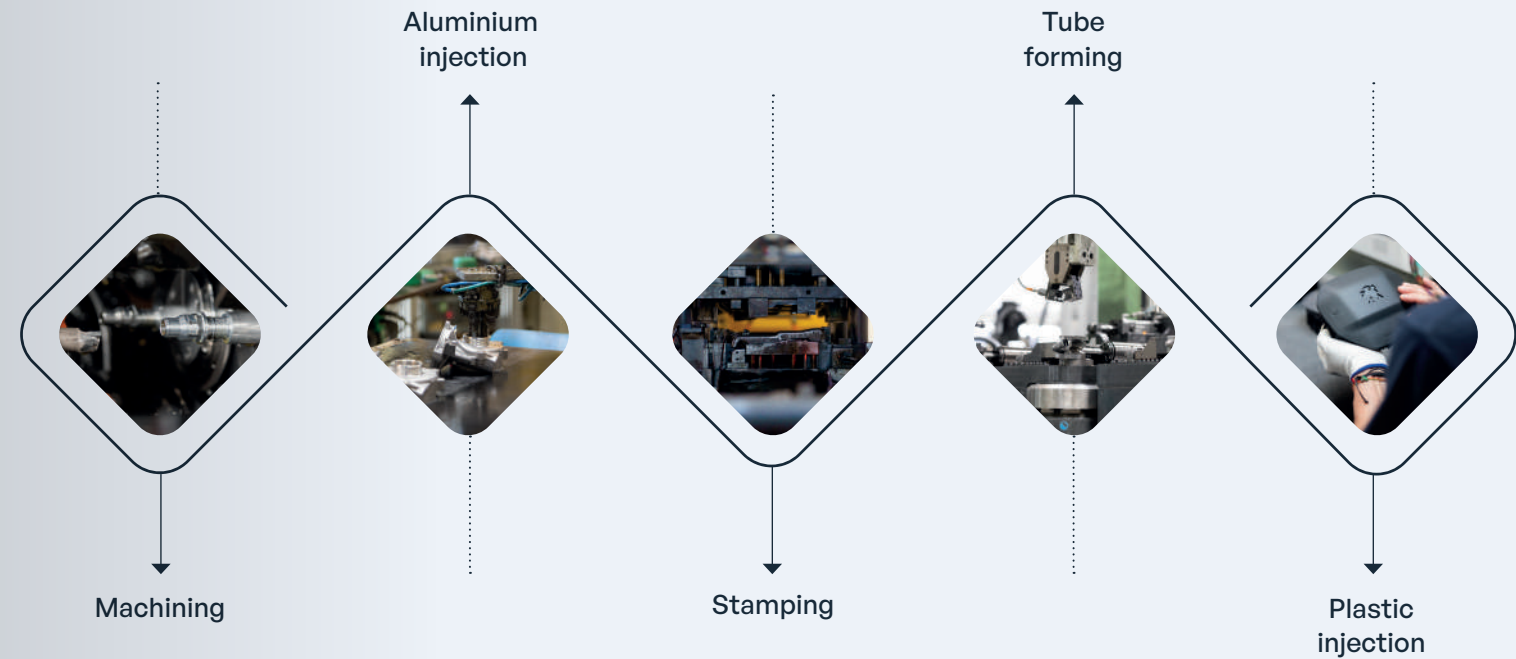 Aluminium
injection
Tube
forming
Machining
Stamping
Plastic
injection